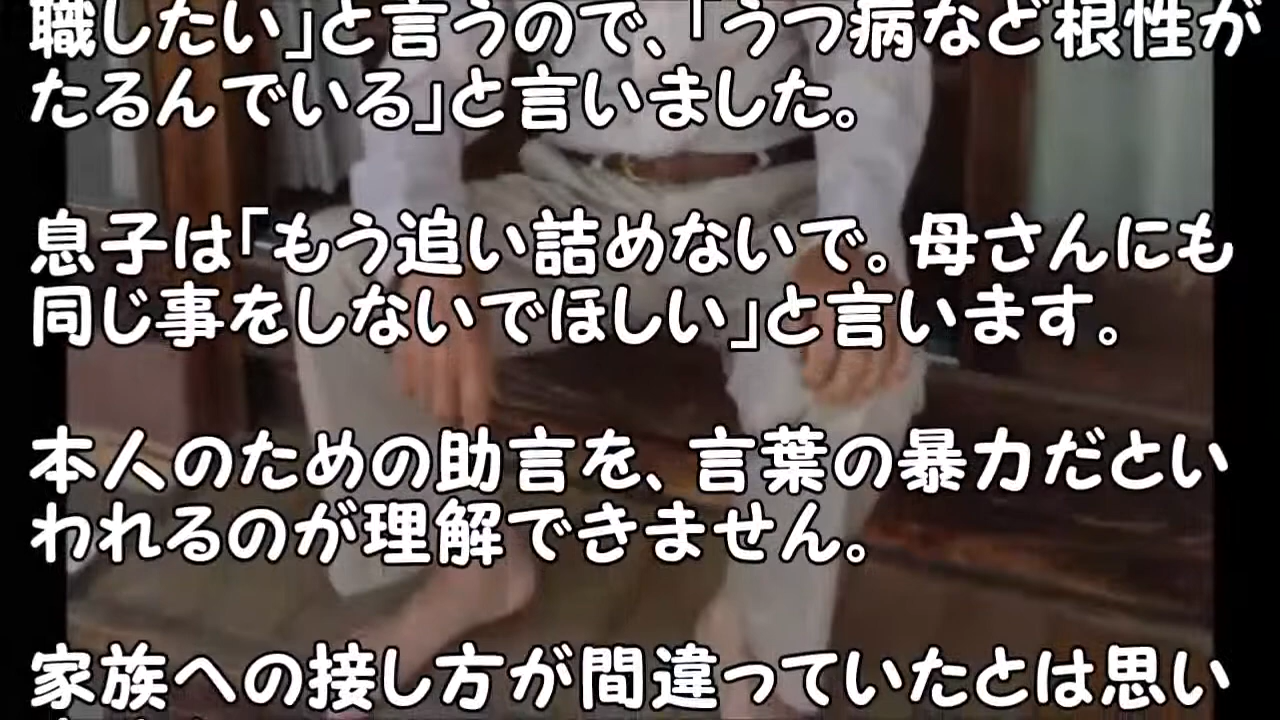 職したい」と言うので、「うつ病など根性が
たるんでいる」と言いました。
息子は「もう追い詰めないで。母さんにも
同じ事をしないでほしい」と言います。
本人のための助言を、言葉の暴力だとい
われるのが理解できません。
家族への接し方が間違っていたとは思い